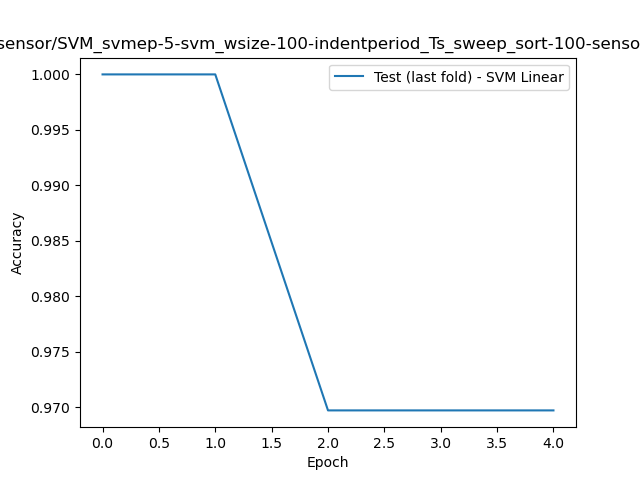 sensor/SVM_svmep-5-svm_wsize-100-indentperiod_Ts_sweep_sort-100-senso
Test (last fold) - SVM Linear
1.000
0.995
0.990
0.985
0.980
0.975
0.970
Accuracy
0.0 0.5 1.0 1.5 2.0 2.5 3.0 3.5 4.0
Epoch